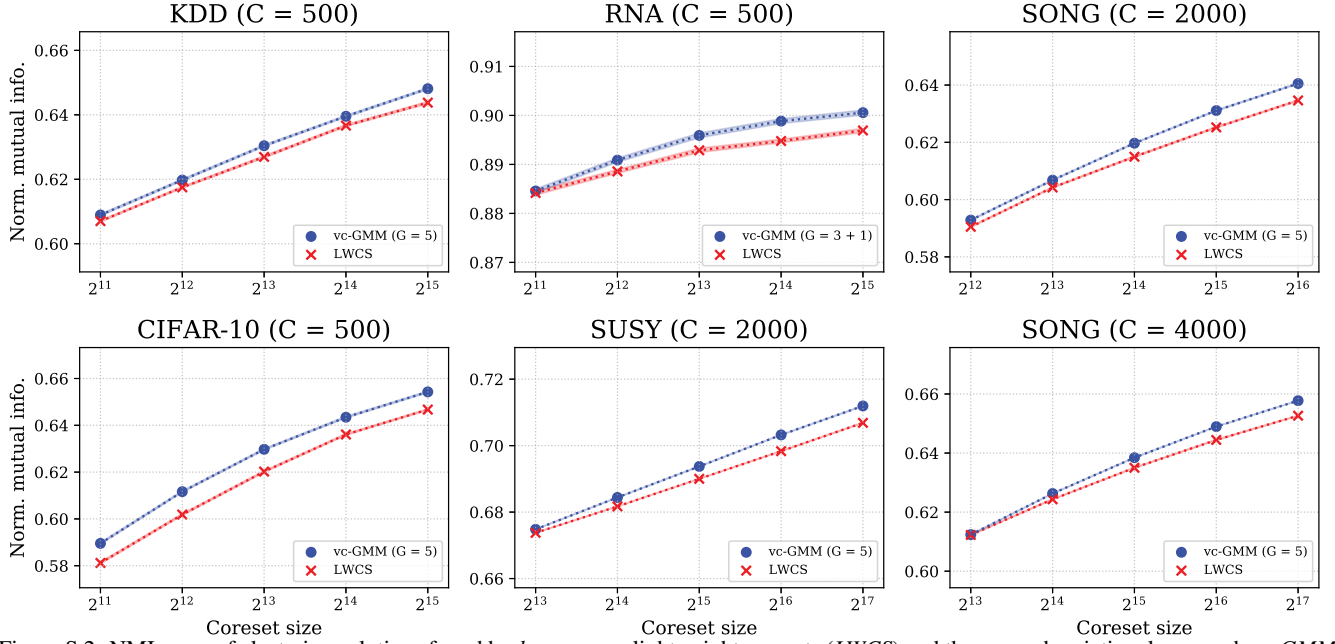 KDD (C = 500)
RNA (C = 500)
SONG (C = 2000)
Norm. mutual info.
0.66
0.64
0.62
0.60
vc-GMM (G = 5)
LWCS
2^11 2^12 2^13 2^14 2^15
0.91
0.90
0.89
0.88
0.87
vc-GMM (G = 3 + 1)
LWCS
2^11 2^12 2^13 2^14 2^15
0.64
0.62
0.60
0.58
vc-GMM (G = 5)
LWCS
2^12 2^13 2^14 2^15 2^16
CIFAR-10 (C = 500)
SUSY (C = 2000)
SONG (C = 4000)
Norm. mutual info.
0.66
0.64
0.62
0.60
0.58
vc-GMM (G = 5)
LWCS
2^11 2^12 2^13 2^14 2^15
Coreset size
0.72
0.70
0.68
0.66
vc-GMM (G = 5)
LWCS
2^13 2^14 2^15 2^16 2^17
Coreset size
0.66
0.64
0.62
0.60
vc-GMM (G = 5)
LWCS
2^13 2^14 2^15 2^16 2^17
Coreset size